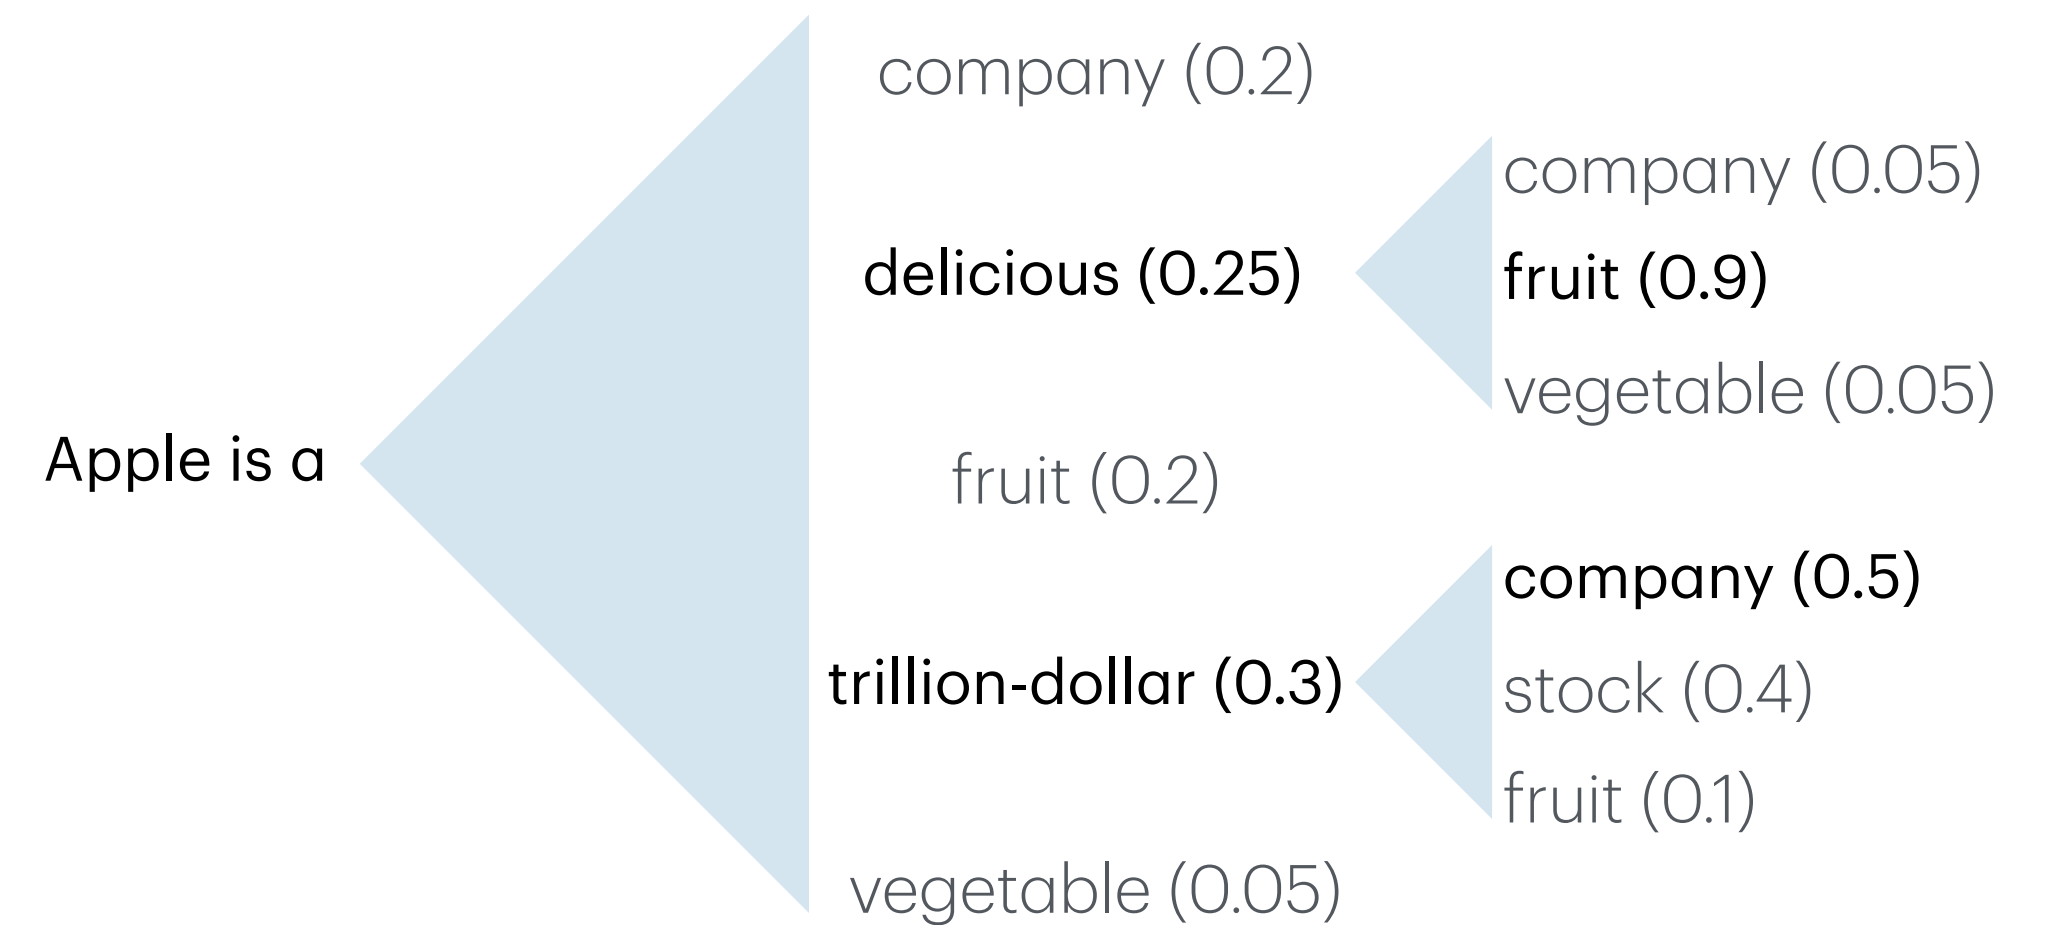 Apple is a
company (0.2)
delicious (0.25)
fruit (0.2)
trillion-dollar (0.3)
vegetable (0.05)
company (0.05)
fruit (0.9)
vegetable (0.05)
company (0.5)
stock (0.4)
fruit (0.1)